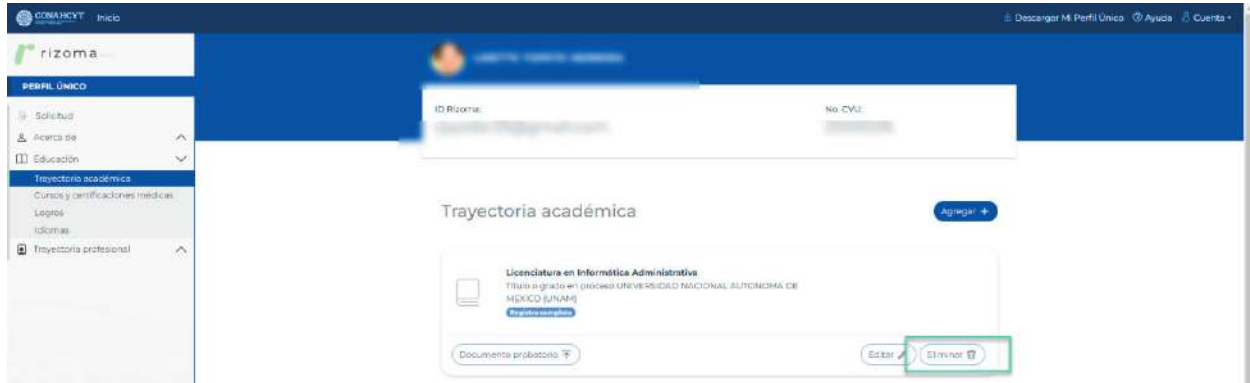 CONAHCYT Inicio
Descargar Mi Perfil Único Ayuda Cuenta
rizoma
PERFIL ÚNICO
Solicitud
Acerca de
Educación
Trayectoria académica
Cursos y certificaciones médicas
Logros
Idiomas
Trayectoria profesional
ID Rizoma:
No. CVU:
Trayectoria académica
Agregar +
Licenciatura en Informática Administrativa
Título o grado en proceso UNIVERSIDAD NACIONAL AUTONOMA DE
MEXICO (UNAM)
Registro completo
Documento probatorio
Editar
Eliminar